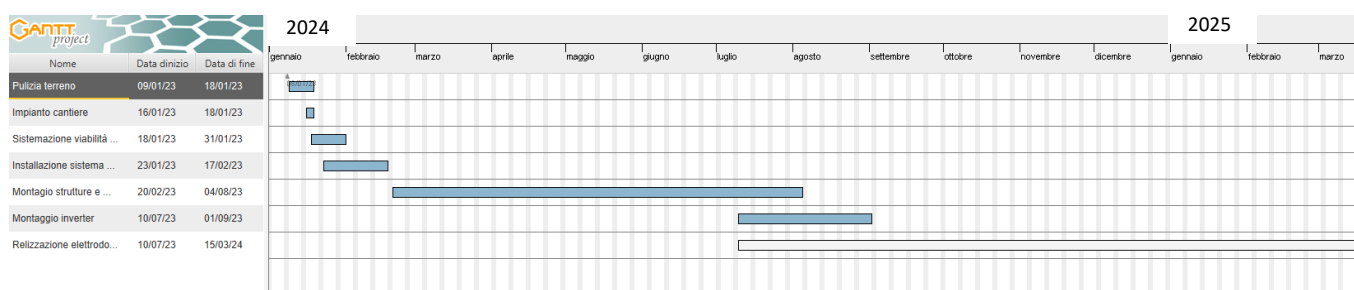 GANTT
project
2024
2025
gennaio febbraio marzo aprile maggio giugno luglio agosto settembre ottobre novembre dicembre gennaio febbraio marzo
Nome Data dinizio Data di fine
Pulizia terreno 09/01/23 18/01/23
Impianto cantiere 16/01/23 18/01/23
Sistemazione viabilità ... 18/01/23 31/01/23
Installazione sistema ... 23/01/23 17/02/23
Montagio strutture e ... 20/02/23 04/08/23
Montaggio inverter 10/07/23 01/09/23
Relizzazione elettrodo... 10/07/23 15/03/24